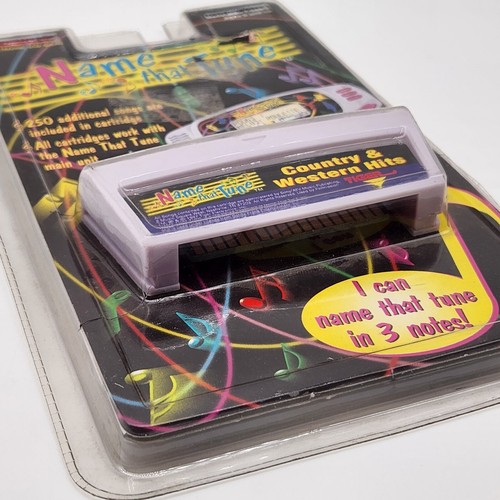 Name
that Tune
250 additional songs are
included in cartridge
All cartridges work with
the Name That Tune
main unit
Name
that Tune
Country &
Western Hits
I can
name that tune
in 3 notes!